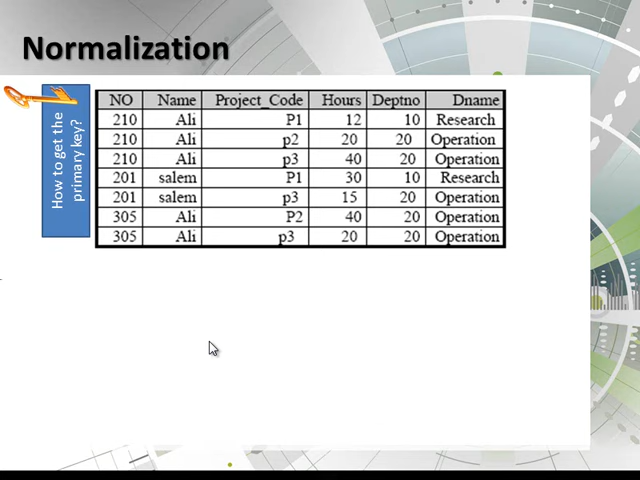 Normalization
How to get the
primary key?
NO Name Project_Code Hours Deptno Dname
210 Ali P1 12 10 Research
210 Ali p2 20 20 Operation
210 Ali p3 40 20 Operation
201 salem P1 30 10 Research
201 salem p3 15 20 Operation
305 Ali P2 40 20 Operation
305 Ali p3 20 20 Operation